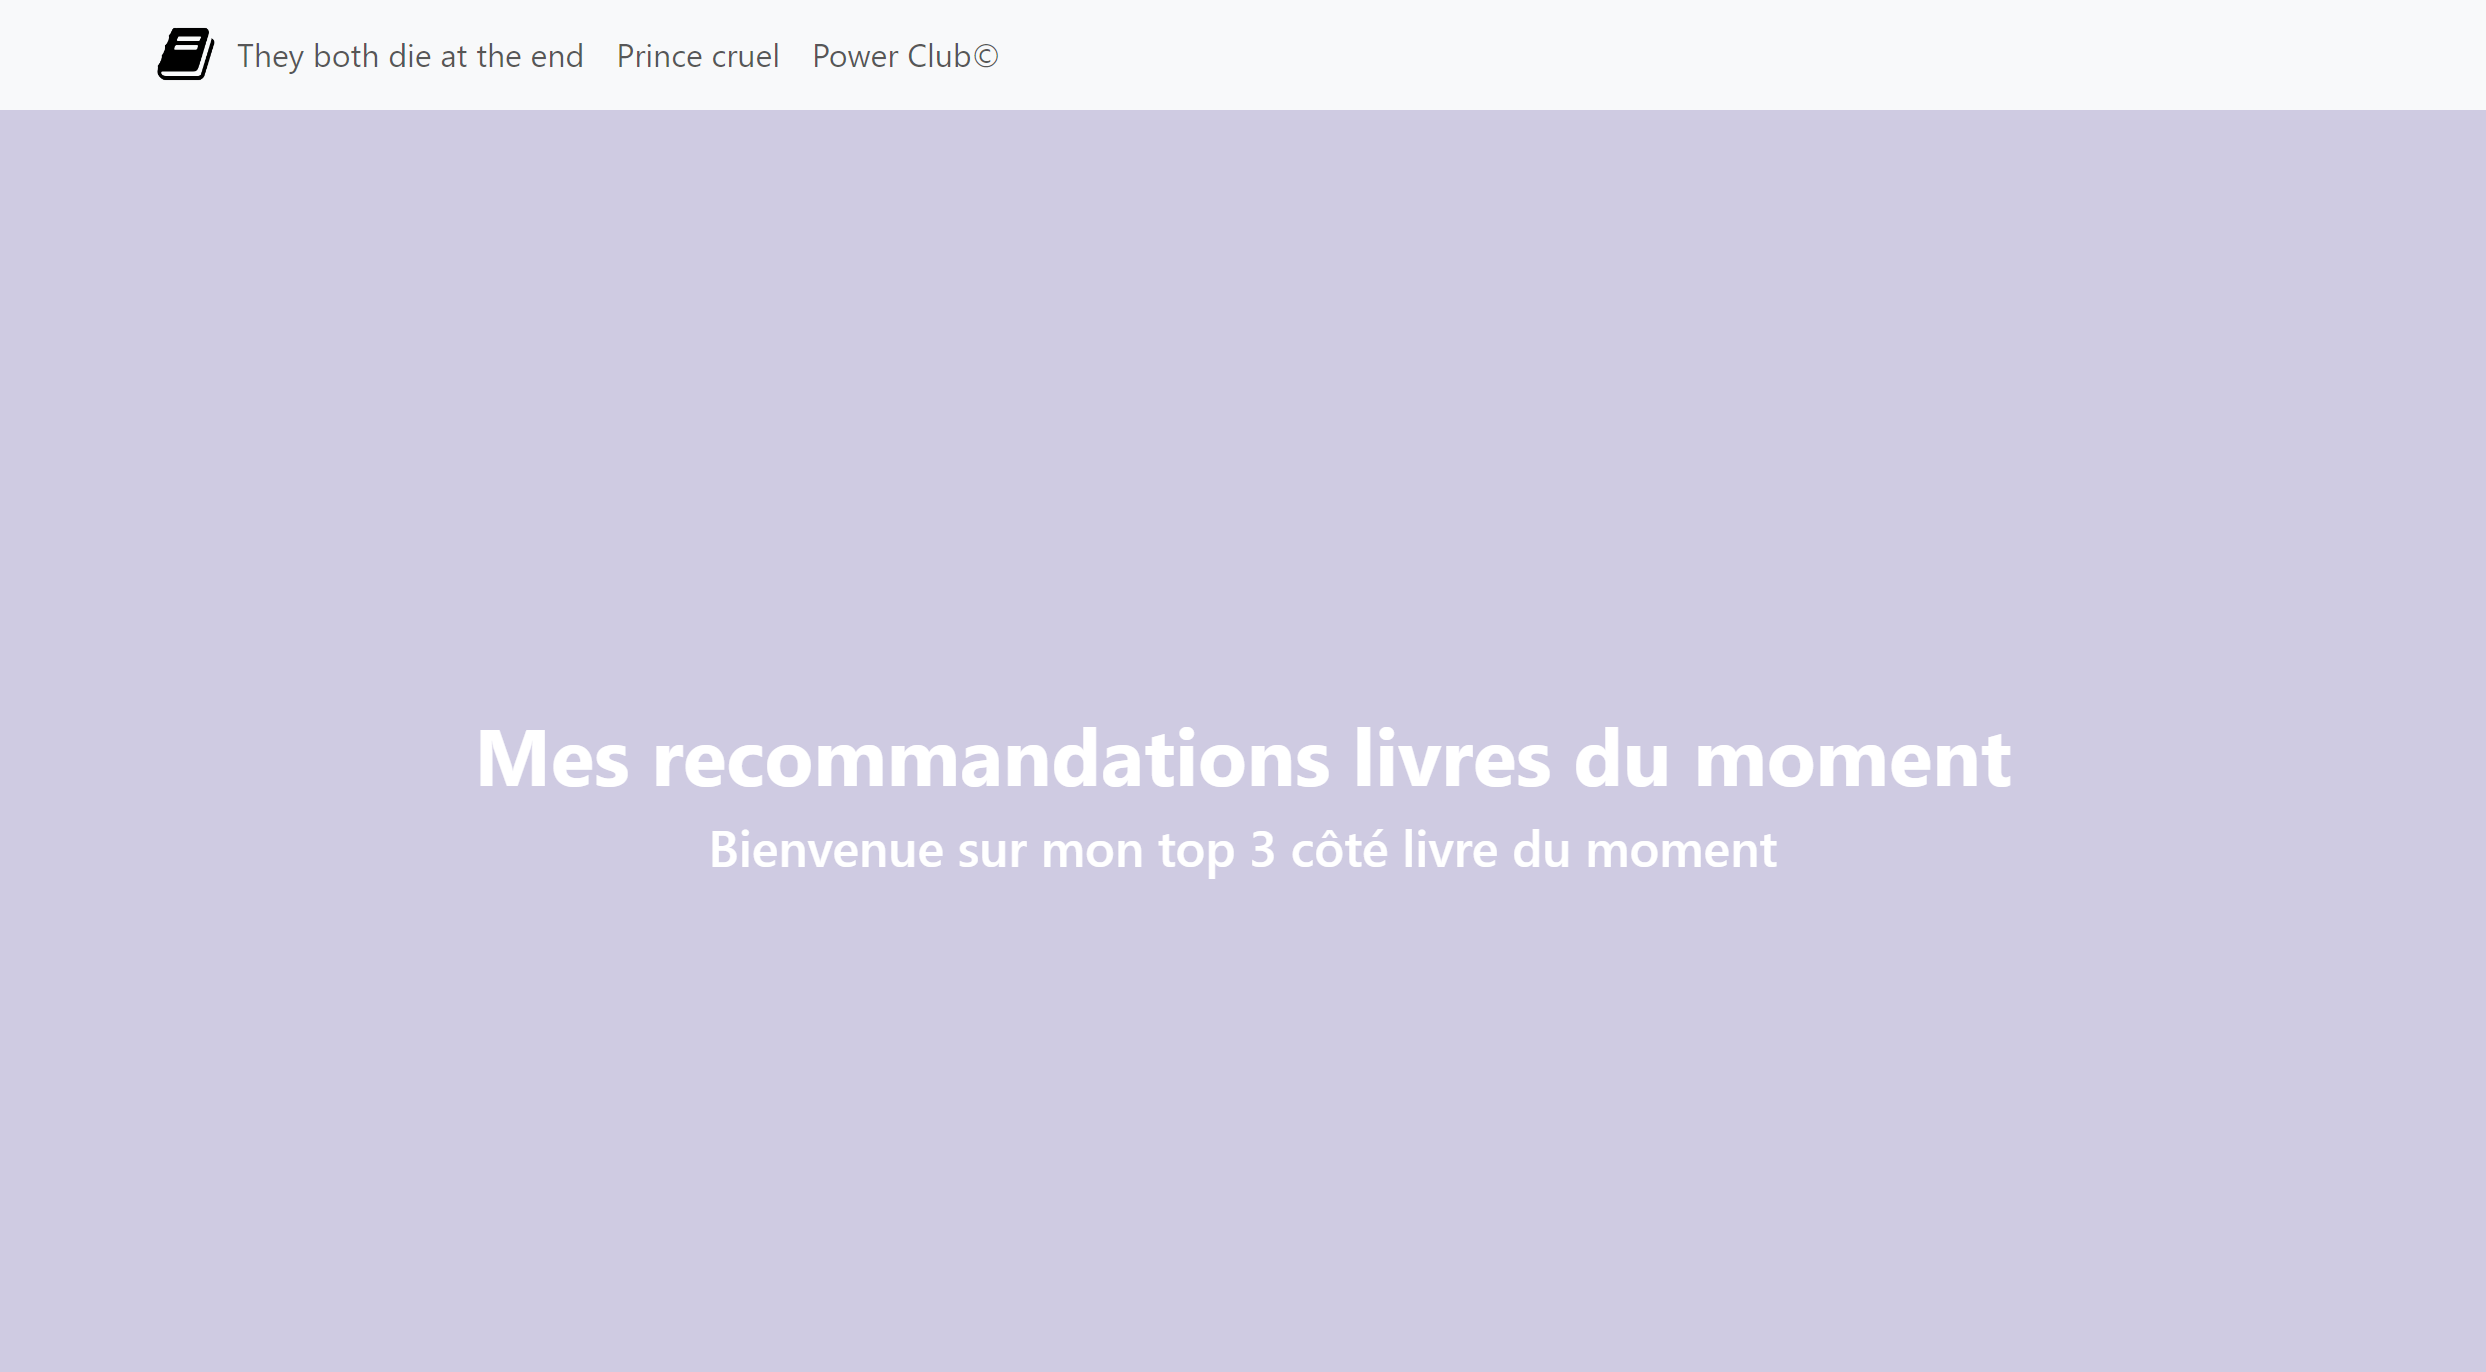 They both die at the end Prince cruel Power Club©
Mes recommandations livres du moment
Bienvenue sur mon top 3 côté livre du moment